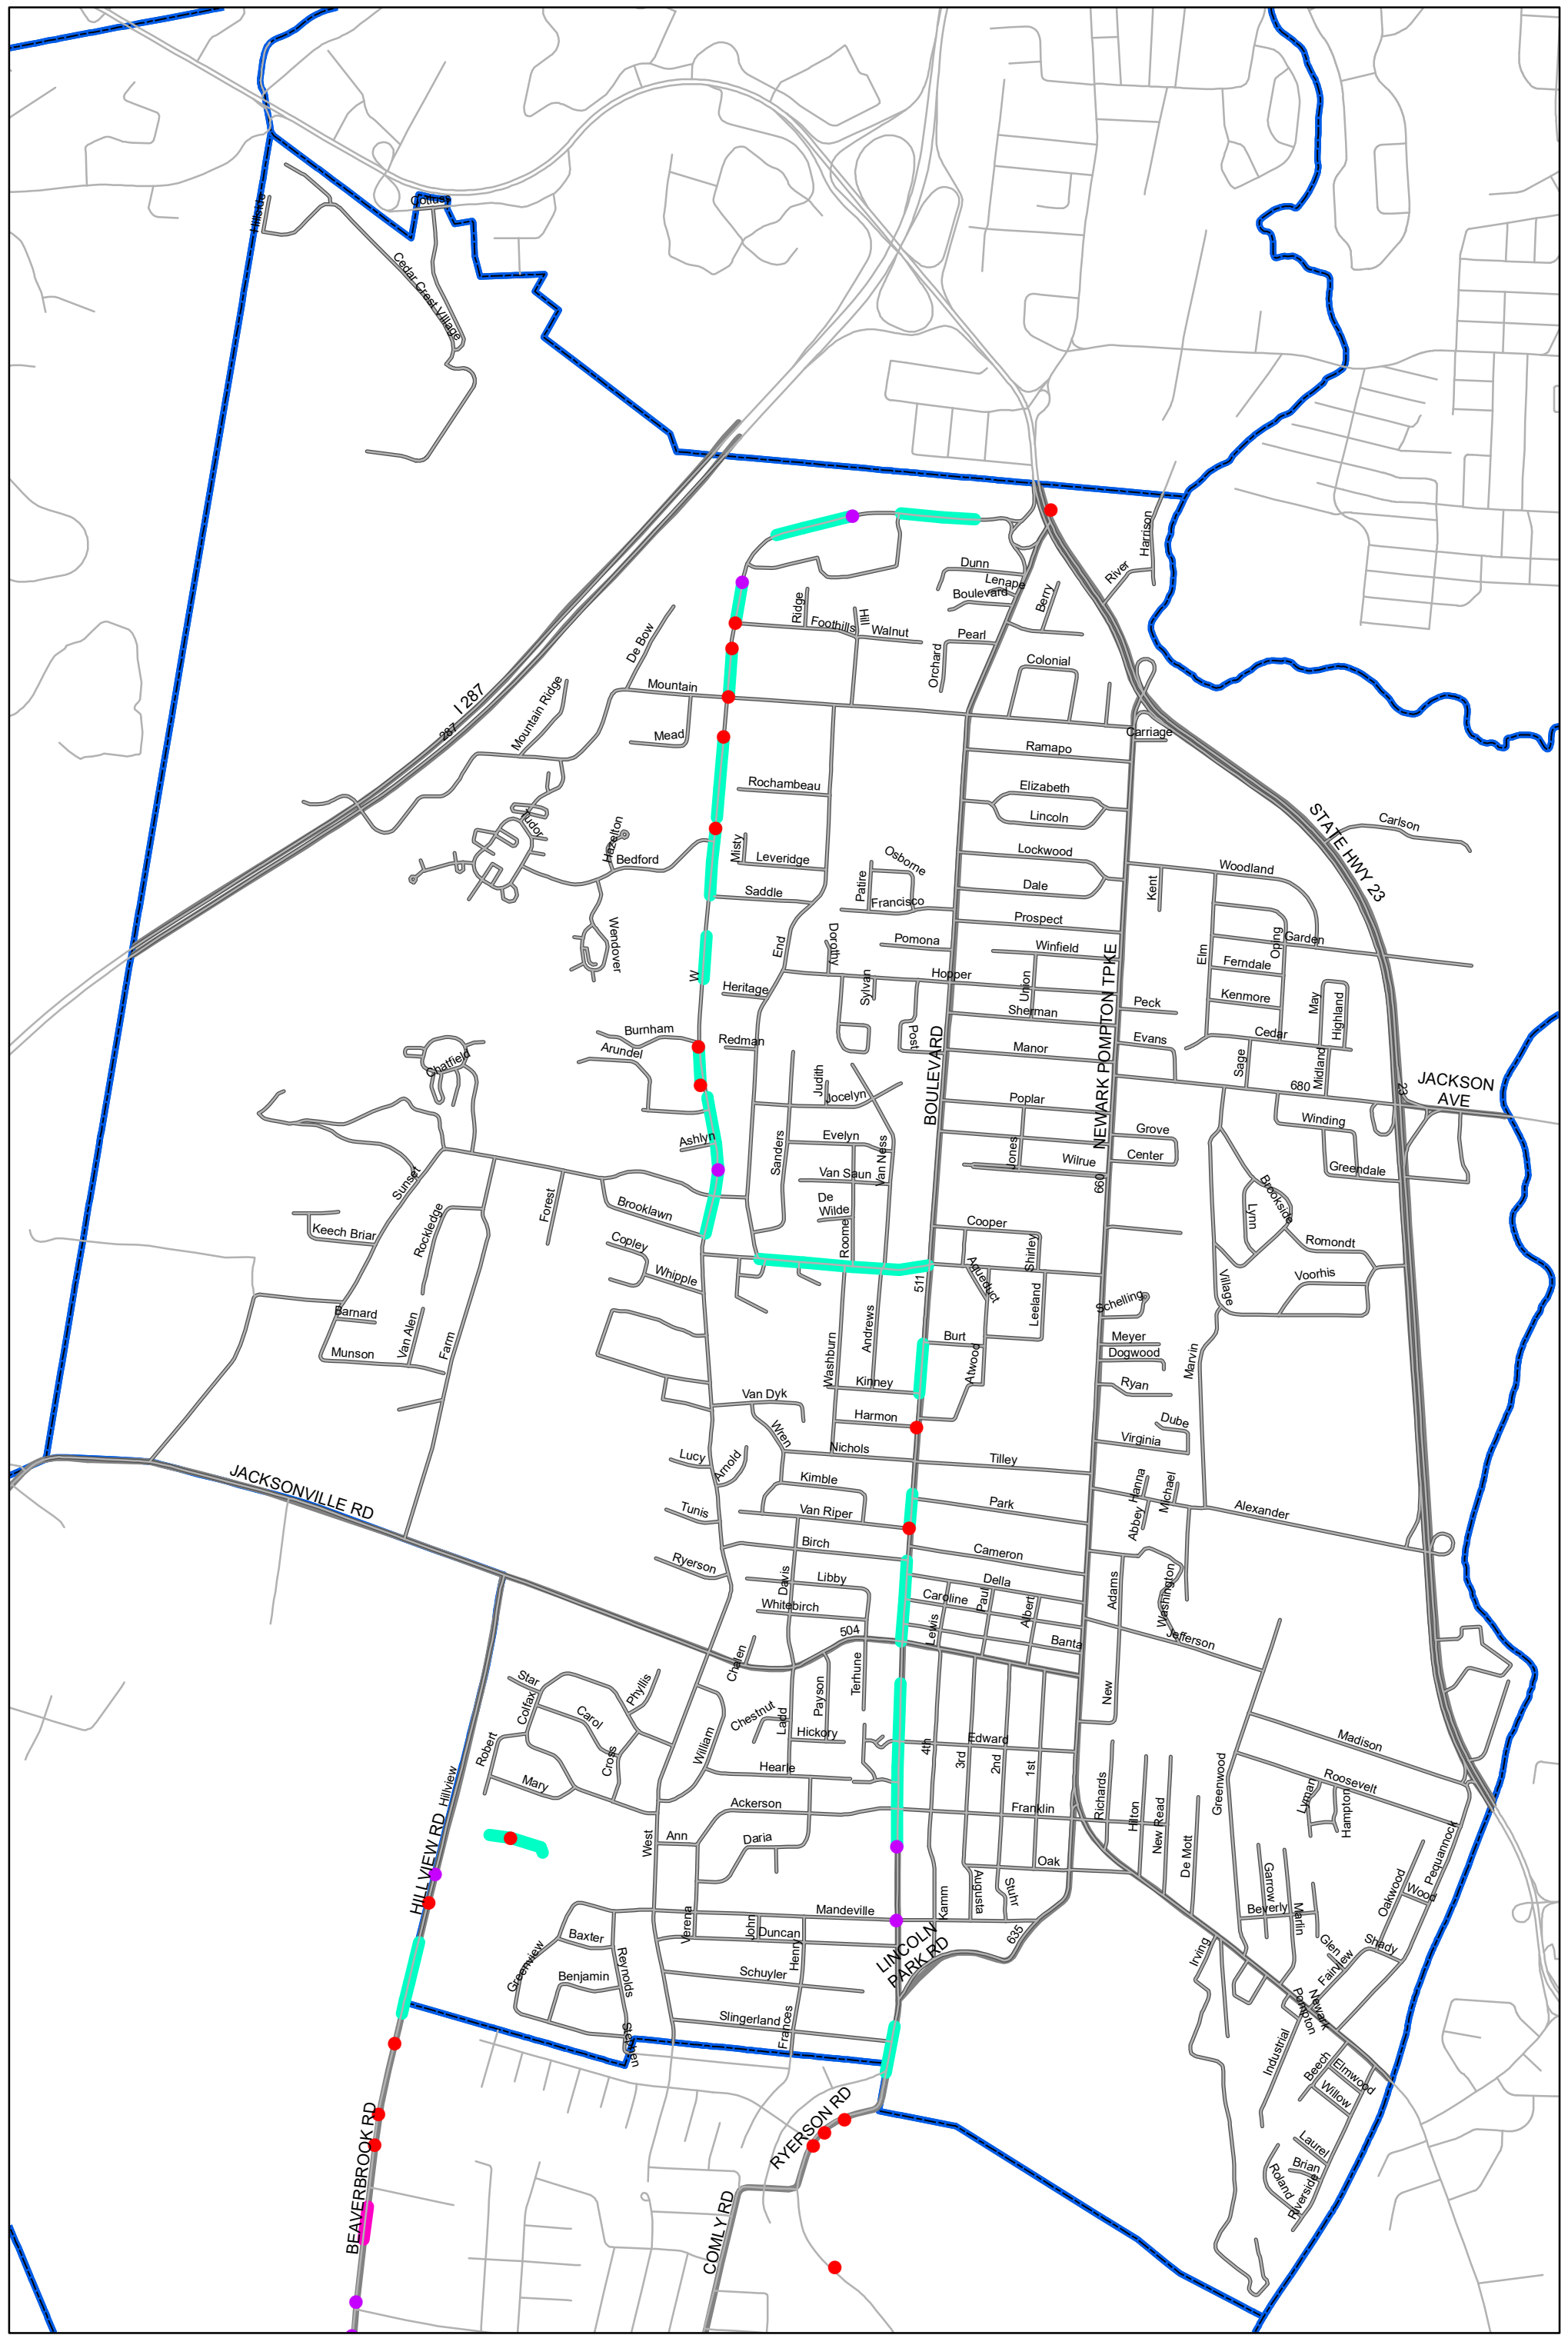 Cotluss
Hillside
Cedar Crest Village
Harrison
River
Dunn
Lenape
Boulevard
Berry
Ridge
Foothills
Hill
Walnut
Pearl
Orchard
De Bow
Colonial
I 287
287
Mountain Ridge
Mountain
Mead
Carriage
Ramapo
Rochambeau
Elizabeth
Lincoln
STATE HWY 23
Carlson
Tudor
Hazelton
Bedford
Misty
Leveridge
Osborne
Patire
Lockwood
Woodland
Saddle
Francisco
Dale
Kent
Prospect
Wendover
End
Dorothy
Pomona
Winfield
NEWARK POMPTON TPKE
Elm
Oping
Garden
W
Hopper
Ferndale
Heritage
Sylvan
Union
Sherman
Peck
Kenmore
May
Highland
Burnham
Redman
Post
BOULEVARD
Manor
Evans
Cedar
Arundel
Chatfield
Sage
Midland
680
23
JACKSON
AVE
Judith
Jocelyn
Poplar
Winding
Ashlyn
Sanders
Evelyn
Van Ness
Jones
Grove
Center
Wilrue
Greendale
Van Saun
660
Sunset
Forest
Brooklawn
De
Wilde
Roome
Lynn
Brookside
Keech Briar
Rockledge
Copley
Cooper
Shirley
Romondt
Whipple
511
Aqueduct
Leeland
Village
Voorhis
Barnard
Van Alen
Farm
Munson
Washburn
Andrews
Burt
Atwood
Schelling
Meyer
Dogwood
Marvin
Kinney
Ryan
Van Dyk
Harmon
Dube
Wren
Nichols
Virginia
Lucy
Arnold
Tilley
JACKSONVILLE RD
Kimble
Abbey
Hanna
Michael
Tunis
Van Riper
Park
Alexander
Birch
Cameron
Ryerson
Davis
Libby
Della
Adams
Washington
Whitebirch
Caroline
Paul
Albert
504
Lewis
Banta
Jefferson
Chalen
Terhune
Star
Phyllis
Payson
New
Colfax
Carol
Chestnut
Ladd
Hickory
4th
Edward
Madison
Robert
Cross
William
3rd
2nd
1st
Hearle
Roosevelt
Mary
Richards
Greenwood
Lyman
Hampton
Hillview
Ackerson
Franklin
Hilton
New Read
West
Ann
Daria
De Mott
Pequannock
HILLVIEW RD
Oak
Augusta
Stuhr
Garrow
Oakwood
Wood
Kamm
Mandeville
Beverly
Marlin
Verena
John
Duncan
Henry
LINCOLN
PARK RD
635
Baxter
Greenview
Reynolds
Glen
Shady
Irving
Fairview
Benjamin
Schuyler
Newark
Pompton
Slingerland
Frances
Stephen
Industrial
Beech
Elmwood
Willow
BEAVERBROOK RD
RYERSON RD
Laurel
Brian
Roland
Riverside
COMLY RD